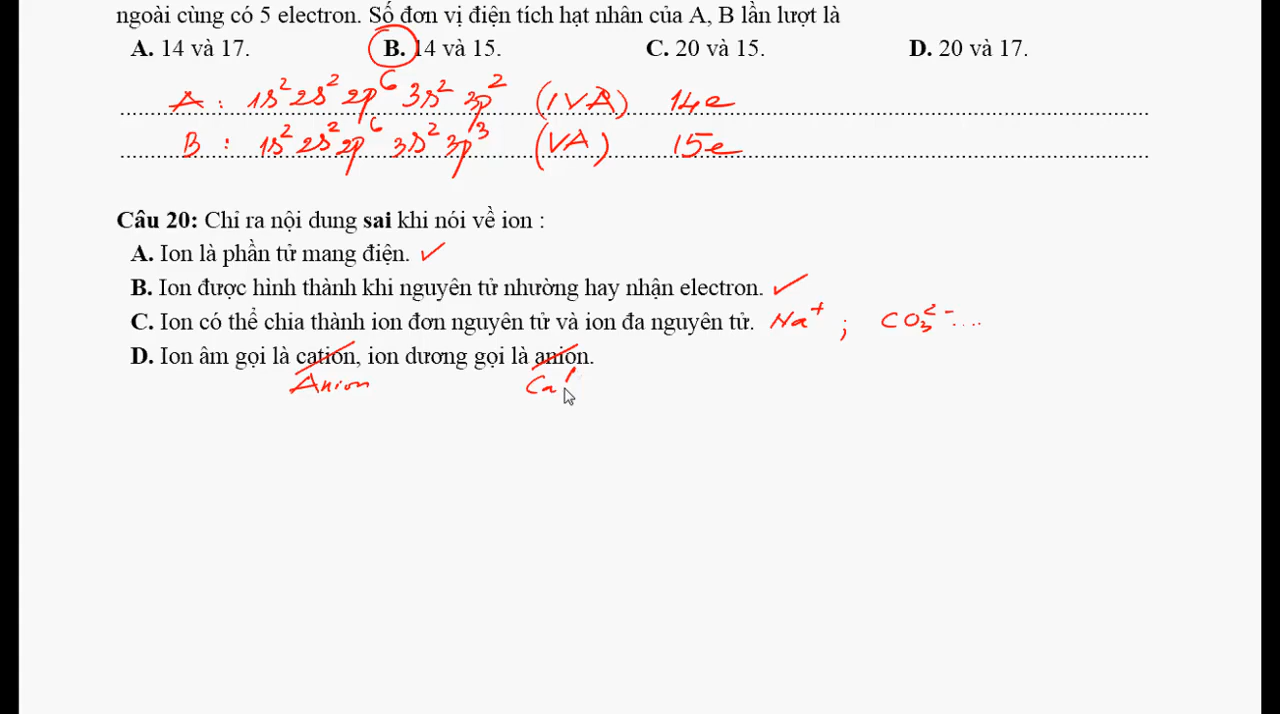 ngoài cùng có 5 electron. Số đơn vị điện tích hạt nhân của A, B lần lượt là
A. 14 và 17. B. 14 và 15. C. 20 và 15. D. 20 và 17.
A : 1s² 2s² 2p⁶ 3s² 3p² (IVA) 14e
B : 1s² 2s² 2p⁶ 3s² 3p³ (VA) 15e
Câu 20: Chỉ ra nội dung sai khi nói về ion :
A. Ion là phần tử mang điện. ✓
B. Ion được hình thành khi nguyên tử nhường hay nhận electron. ✓
C. Ion có thể chia thành ion đơn nguyên tử và ion đa nguyên tử. Na⁺ ; CO₃²⁻ ....
D. Ion âm gọi là cation, ion dương gọi là anion.
Anion Ca